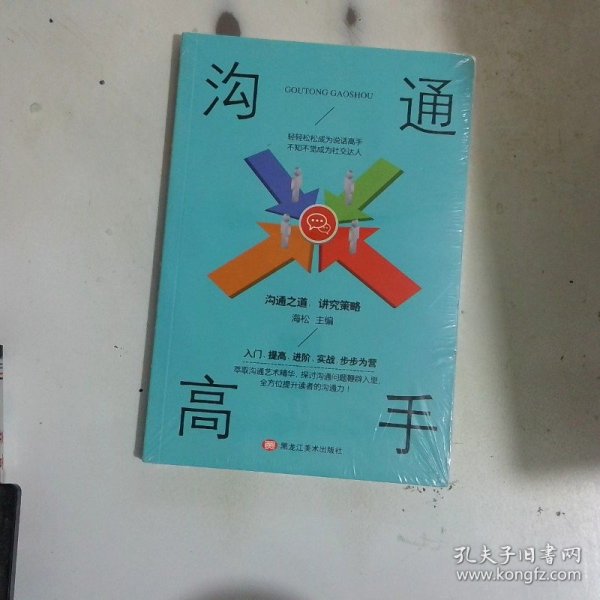 沟通
GOUTONG GAOSHOU
轻轻松松成为说话高手
不知不觉成为社交达人
沟通之道，讲究策略
海松 主编
入门、提高、进阶、实战，步步为营
萃取沟通艺术精华，探讨沟通问题鞭辟入里，
全方位提升读者的沟通力！
高手
黑龙江美术出版社
孔夫子旧书网
www.kongfz.com